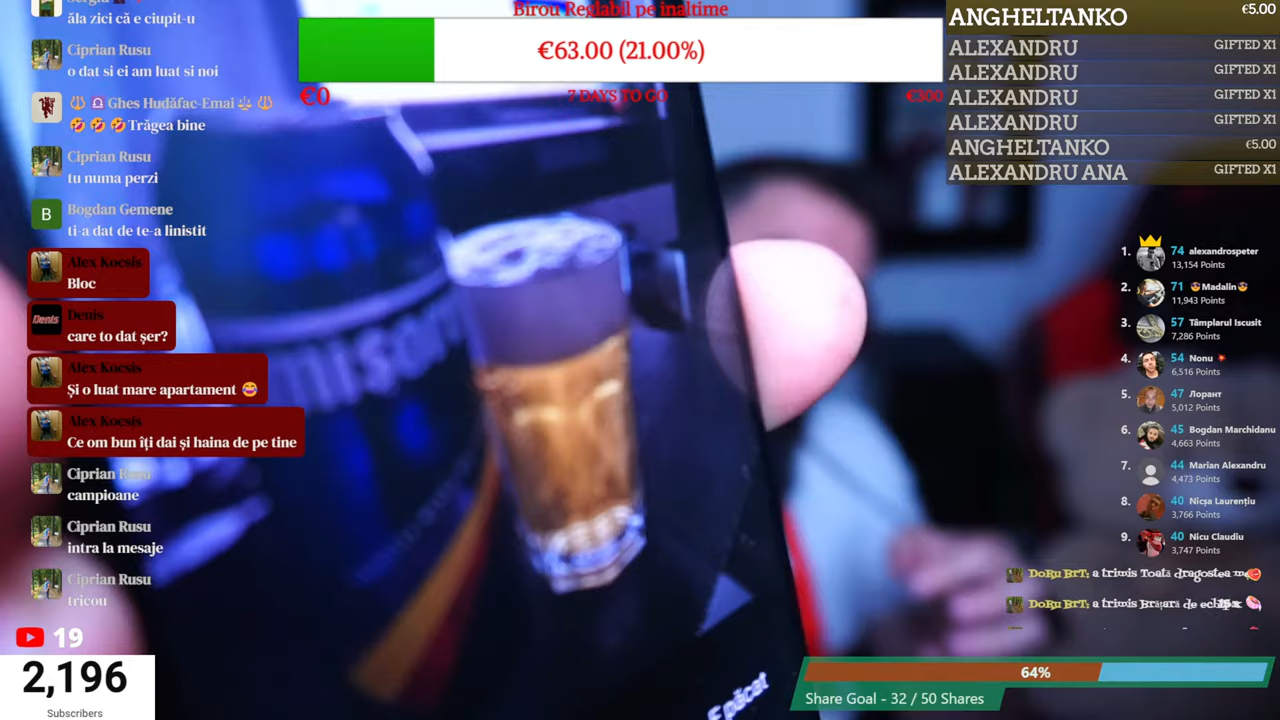 ăla zici că e ciupit-u
Ciprian Rusu
o dat si ei am luat si noi
Ghes Hudăfac-Emai
🤣 🤣 🤣 Trăgea bine
Ciprian Rusu
tu numa perzi
B
Bogdan Gemene
ti-a dat de te-a linistit
Alex Kocsis
Bloc
Denis
Denis
care to dat șer?
Alex Kocsis
Și o luat mare apartament 😂
Alex Kocsis
Ce om bun îți dai și haina de pe tine
Ciprian Rusu
campioane
Ciprian Rusu
intra la mesaje
Ciprian Rusu
tricou
19
2,196
Subscribers
Birou Reglabil pe inaltime
€63.00 (21.00%)
€0
7 DAYS TO GO
€300
E păcat
ANGHELTANKO €5.00
ALEXANDRU GIFTED X1
ALEXANDRU GIFTED X1
ALEXANDRU GIFTED X1
ALEXANDRU GIFTED X1
ANGHELTANKO €5.00
ALEXANDRU ANA GIFTED X1
1. 74 alexandrospeter
13,154 Points
2. 71 Madalin
11,943 Points
3. 57 Tâmplarul Iscusit
7,286 Points
4. 54 Nonu
6,516 Points
5. 47 Лорант
5,012 Points
6. 45 Bogdan Marchidanu
4,663 Points
7. 44 Marian Alexandru
4,473 Points
8. 40 Nicșa Laurențiu
3,766 Points
9. 40 Nicu Claudiu
3,747 Points
DoRu BrT: a trimis Toată dragostea
DoRu BrT: a trimis Brățară de echipă
64%
Share Goal - 32 / 50 Shares